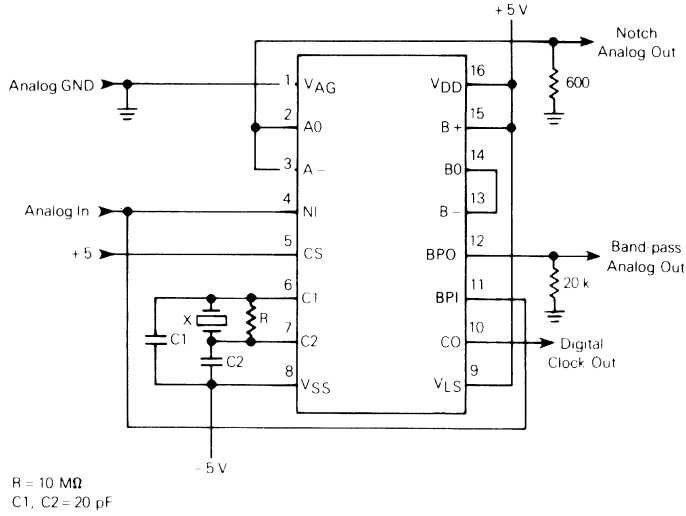 +5 V
Notch
Analog Out
600
Analog GND
1
VAG
16
VDD
2
A0
15
B+
3
A-
14
B0
Analog In
4
NI
13
B-
+5
5
CS
12
BPO
Band-pass
Analog Out
20 k
6
C1
11
BPI
X
R
C1
7
C2
10
CO
Digital
Clock Out
C2
8
VSS
9
VLS
-5 V
R = 10 MΩ
C1, C2 = 20 pF